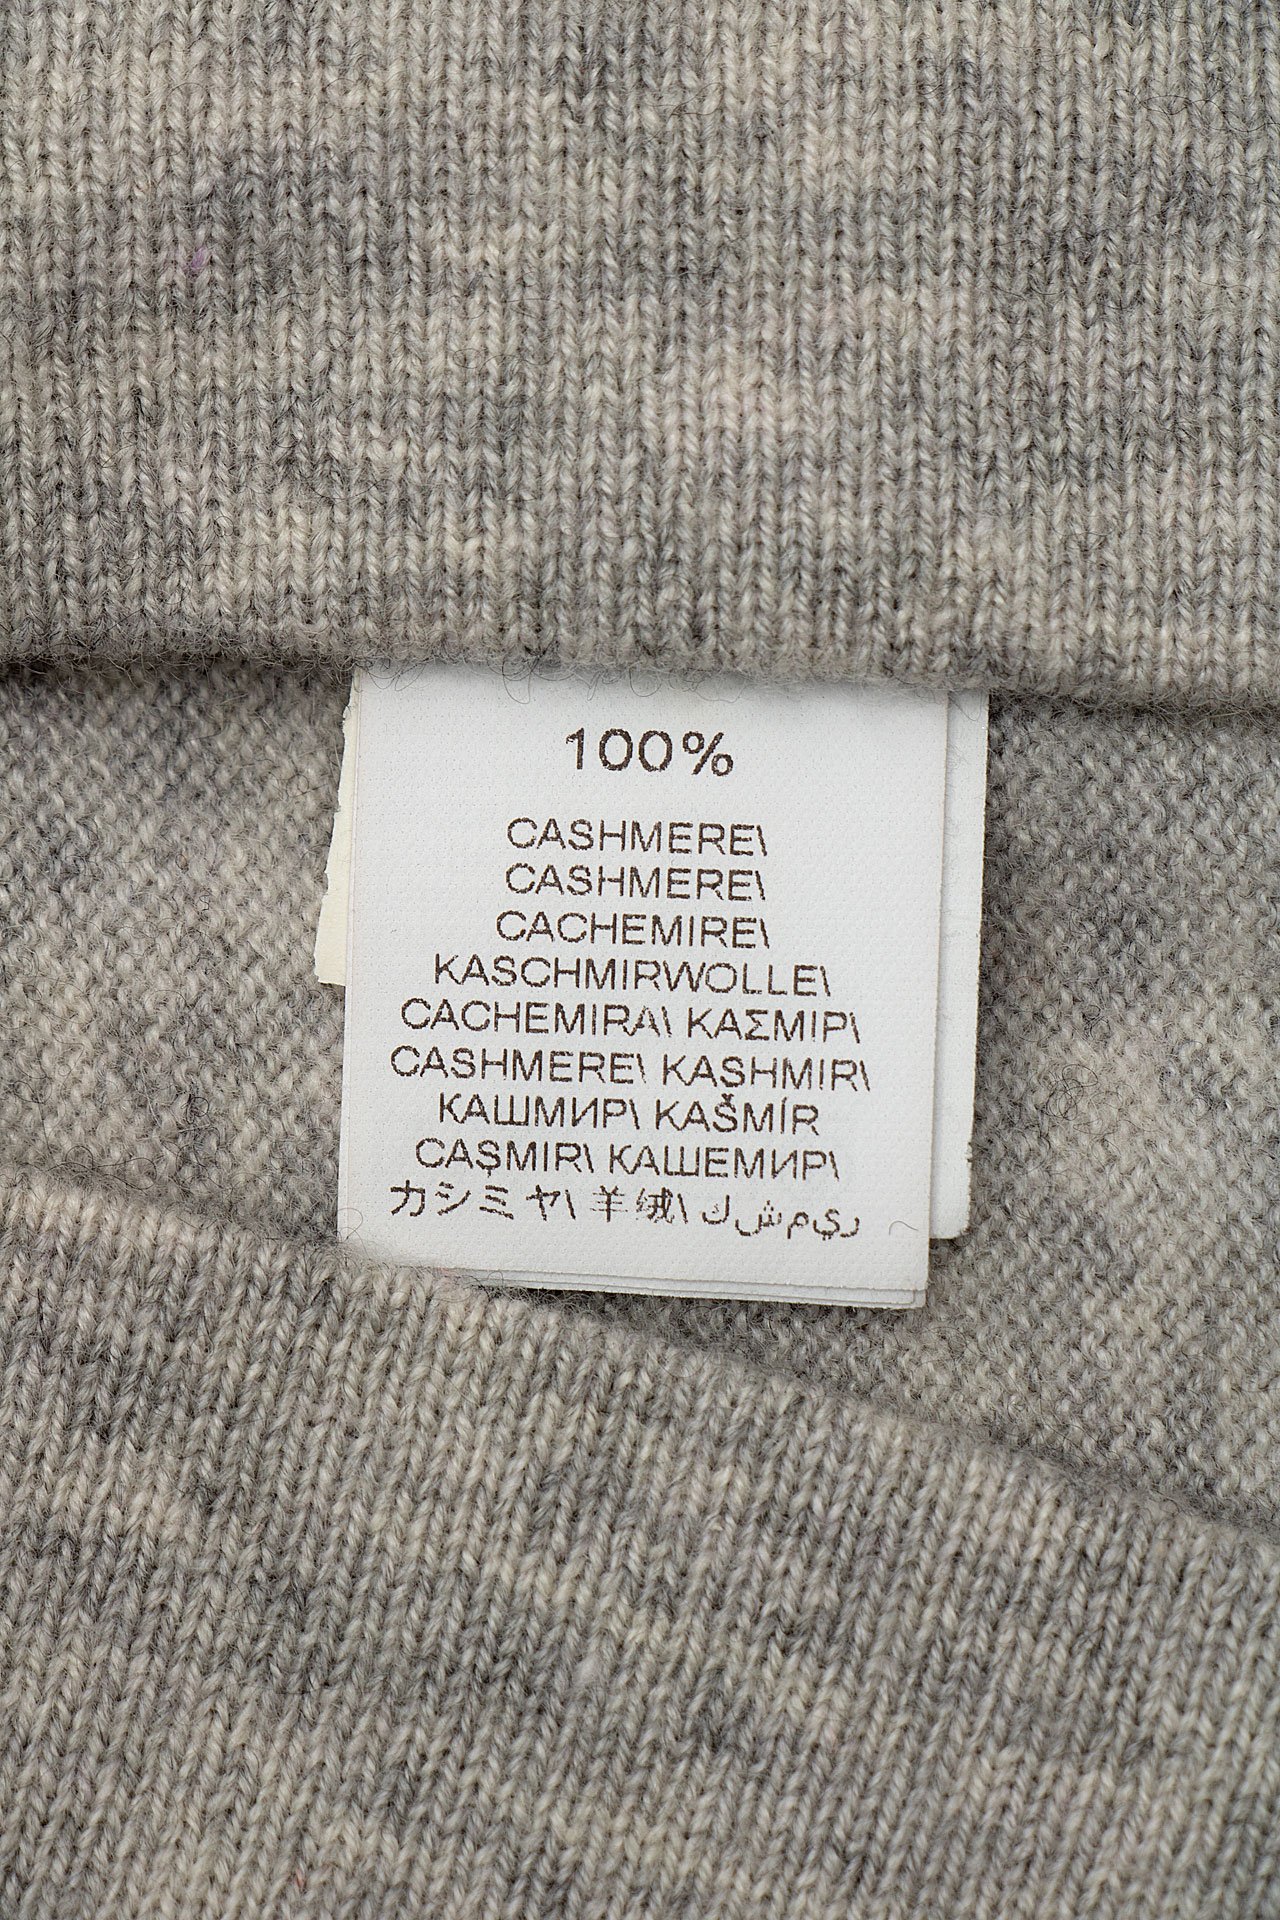 100%
CASHMERE\
CASHMERE\
CACHEMIRE\
KASCHMIRWOLLE\
CACHEMIRA\ ΚΑΣΜΙΡ\
CASHMERE\ KASHMIR\
КАШМИР\ KAŠMÍR
CAŞMIR\ КАШЕМИР\
カシミヤ\ 羊绒\ ك ش م ي ر